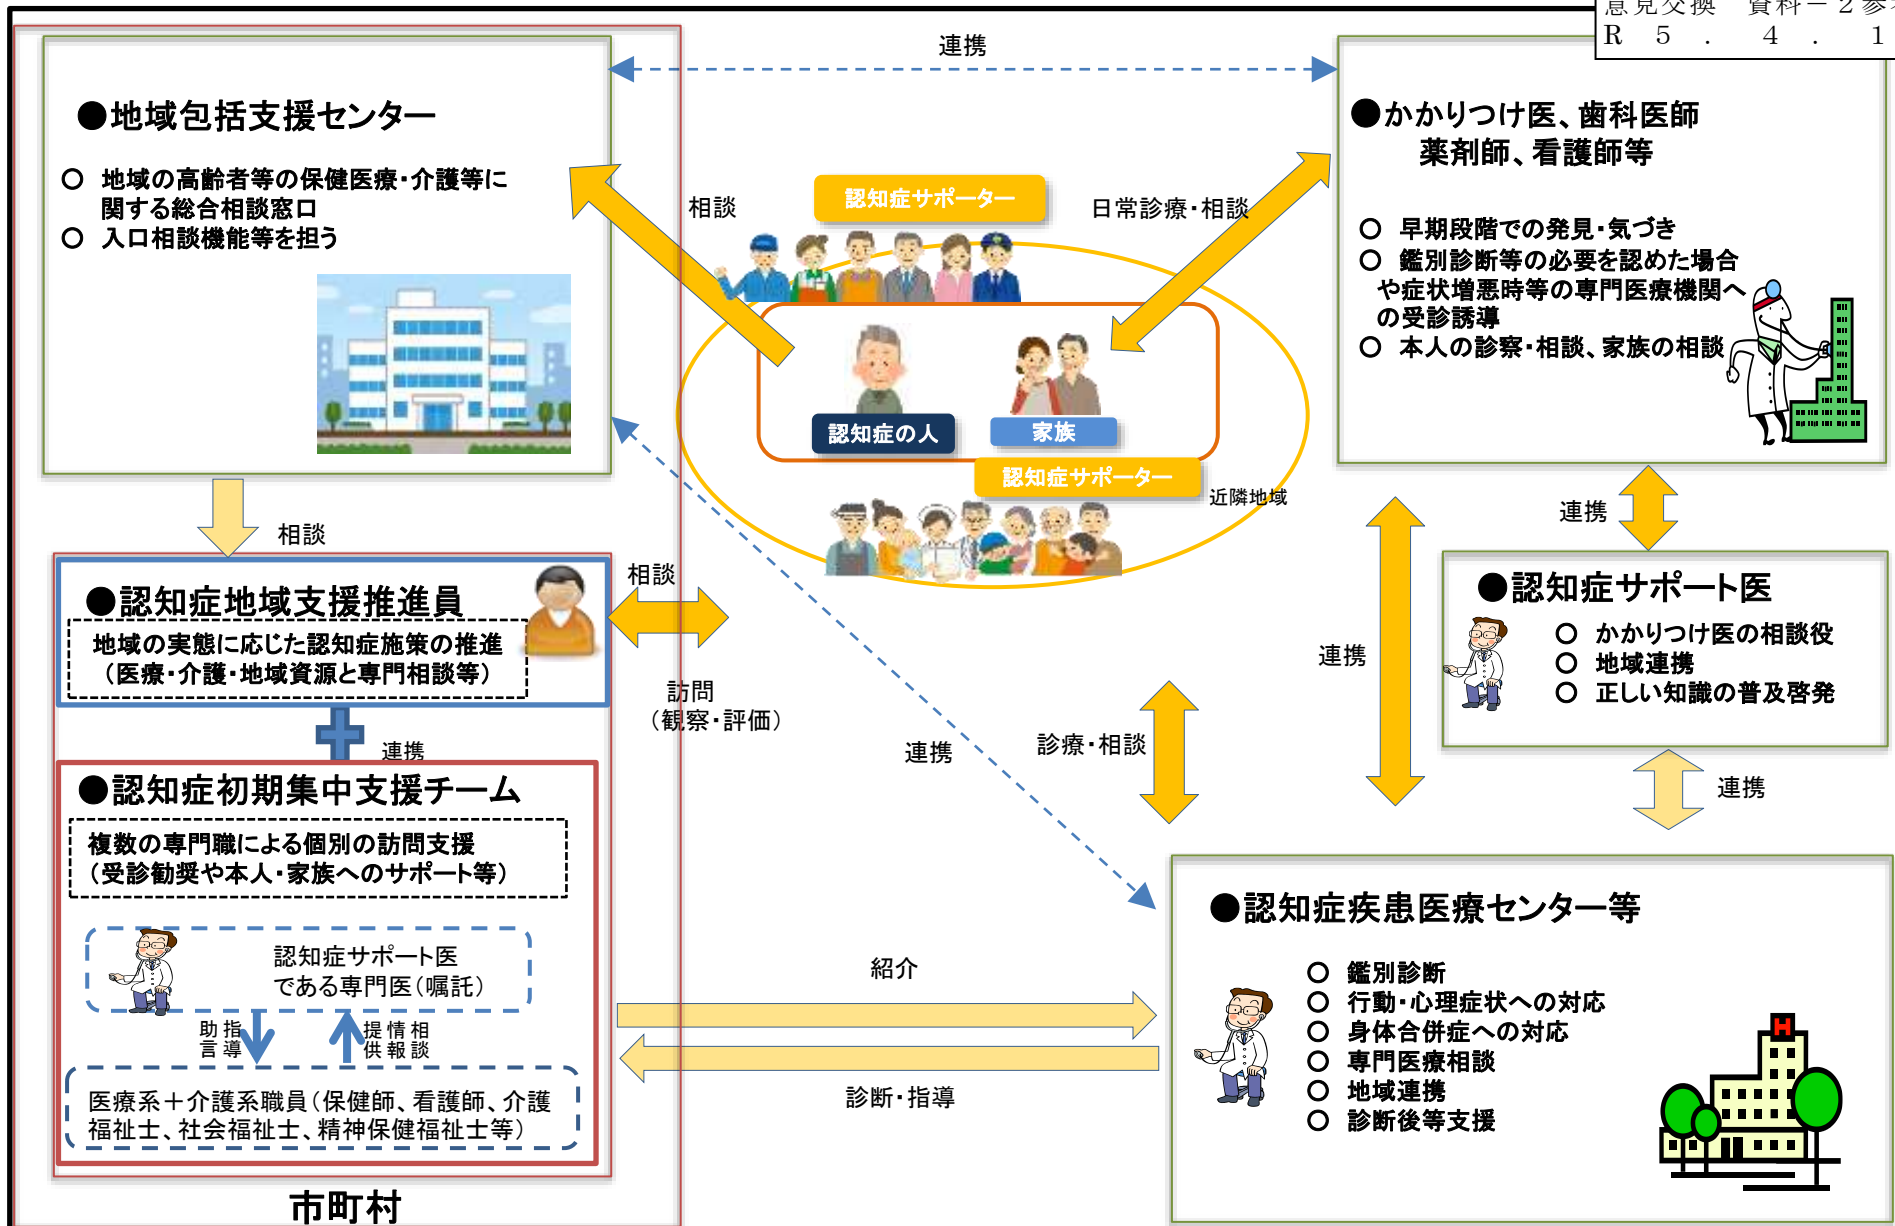 意見交換 資料－2参考
R5.4.1
連携
●地域包括支援センター
○ 地域の高齢者等の保健医療・介護等に
関する総合相談窓口
○ 入口相談機能等を担う
相談
認知症サポーター
日常診療・相談
●かかりつけ医、歯科医師
薬剤師、看護師等
○ 早期段階での発見・気づき
○ 鑑別診断等の必要を認めた場合
や症状増悪時等の専門医療機関へ
の受診誘導
○ 本人の診察・相談、家族の相談
認知症の人
家族
認知症サポーター
近隣地域
相談
連携
●認知症地域支援推進員
地域の実態に応じた認知症施策の推進
（医療・介護・地域資源と専門相談等）
相談
訪問
（観察・評価）
連携
連携
診療・相談
連携
●認知症サポート医
○ かかりつけ医の相談役
○ 地域連携
○ 正しい知識の普及啓発
連携
●認知症初期集中支援チーム
複数の専門職による個別の訪問支援
（受診勧奨や本人・家族へのサポート等）
認知症サポート医
である専門医（嘱託）
指導
助言
相談
情報
提供
医療系＋介護系職員（保健師、看護師、介護
福祉士、社会福祉士、精神保健福祉士等）
紹介
診断・指導
●認知症疾患医療センター等
○ 鑑別診断
○ 行動・心理症状への対応
○ 身体合併症への対応
○ 専門医療相談
○ 地域連携
○ 診断後等支援
H
市町村